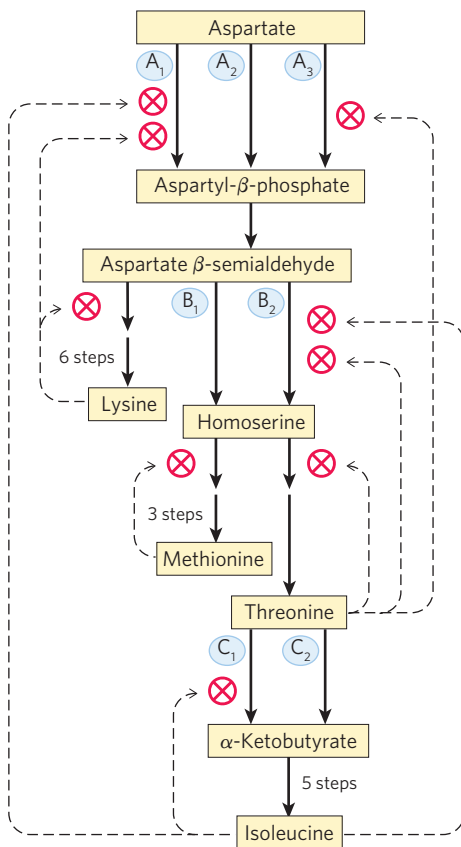 Aspartate
A₁ A₂ A₃
Aspartyl-β-phosphate
Aspartate β-semialdehyde
B₁ B₂
6 steps
Lysine
Homoserine
3 steps
Methionine
Threonine
C₁ C₂
α-Ketobutyrate
5 steps
Isoleucine